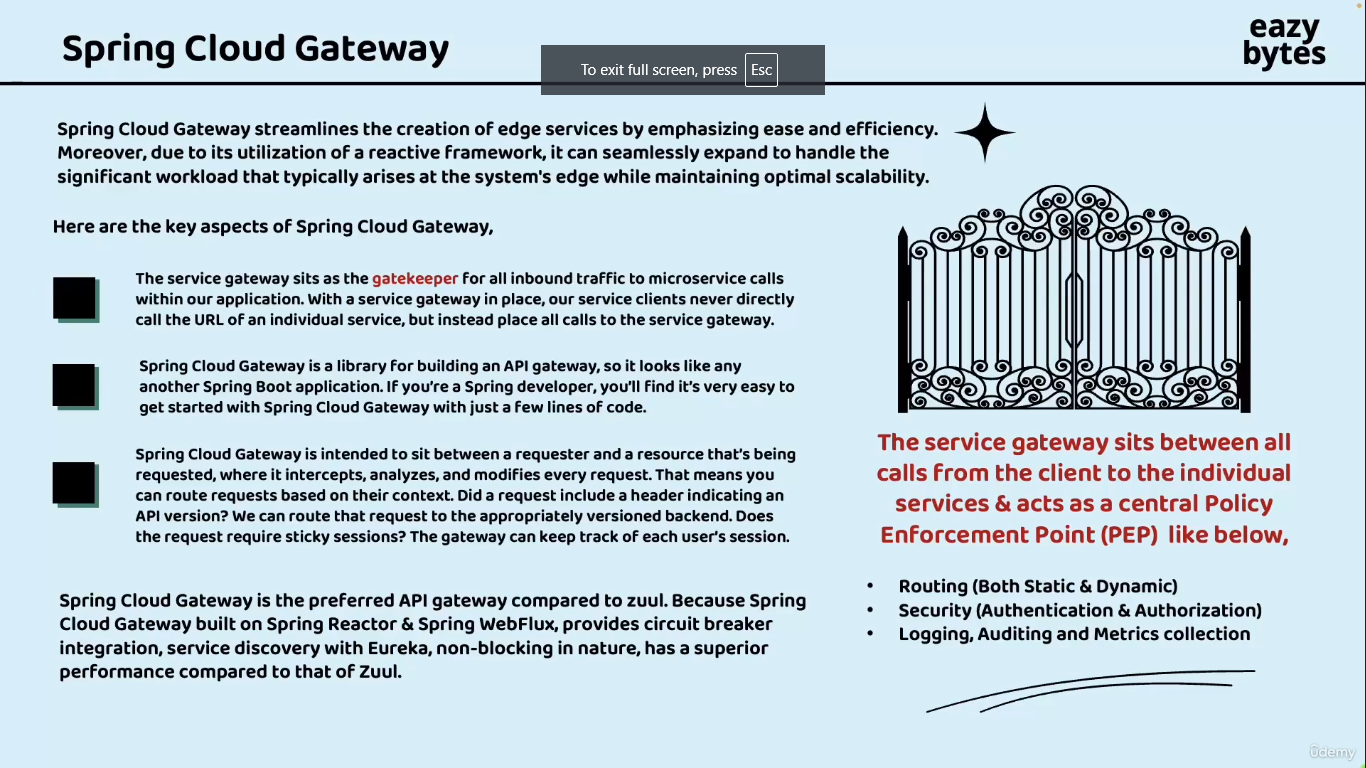 Spring Cloud Gateway
eazy
bytes
To exit full screen, press Esc
Spring Cloud Gateway streamlines the creation of edge services by emphasizing ease and efficiency.
Moreover, due to its utilization of a reactive framework, it can seamlessly expand to handle the
significant workload that typically arises at the system's edge while maintaining optimal scalability.
Here are the key aspects of Spring Cloud Gateway,
The service gateway sits as the gatekeeper for all inbound traffic to microservice calls
within our application. With a service gateway in place, our service clients never directly
call the URL of an individual service, but instead place all calls to the service gateway.
Spring Cloud Gateway is a library for building an API gateway, so it looks like any
another Spring Boot application. If you're a Spring developer, you'll find it's very easy to
get started with Spring Cloud Gateway with just a few lines of code.
Spring Cloud Gateway is intended to sit between a requester and a resource that's being
requested, where it intercepts, analyzes, and modifies every request. That means you
can route requests based on their context. Did a request include a header indicating an
API version? We can route that request to the appropriately versioned backend. Does
the request require sticky sessions? The gateway can keep track of each user's session.
Spring Cloud Gateway is the preferred API gateway compared to zuul. Because Spring
Cloud Gateway built on Spring Reactor & Spring WebFlux, provides circuit breaker
integration, service discovery with Eureka, non-blocking in nature, has a superior
performance compared to that of Zuul.
The service gateway sits between all
calls from the client to the individual
services & acts as a central Policy
Enforcement Point (PEP) like below,
• Routing (Both Static & Dynamic)
• Security (Authentication & Authorization)
• Logging, Auditing and Metrics collection
ûdemy